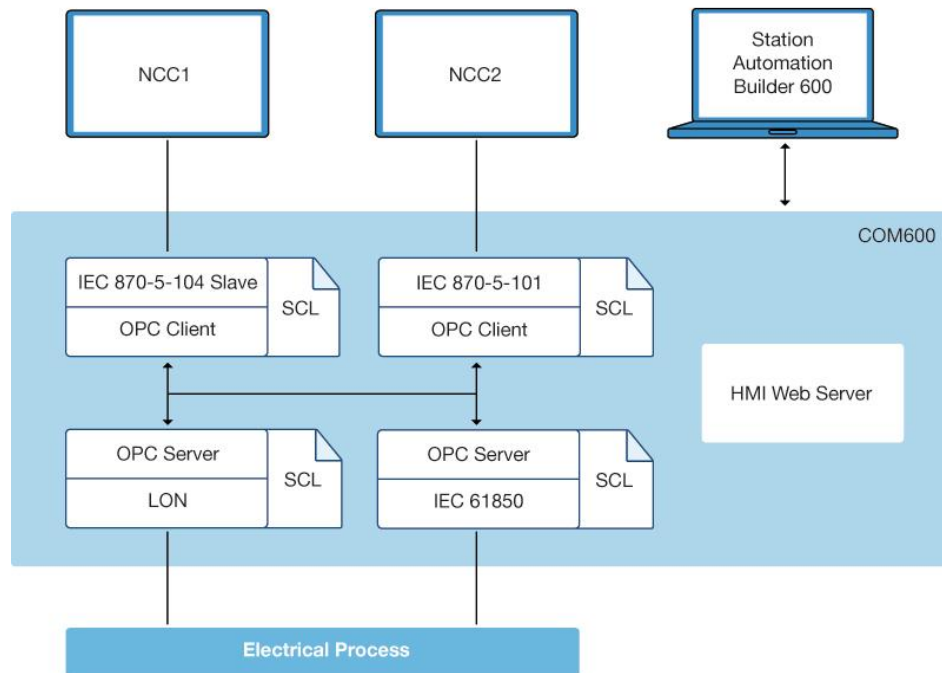 NCC1
NCC2
Station
Automation
Builder 600
COM600
IEC 870-5-104 Slave
OPC Client
SCL
IEC 870-5-101
OPC Client
SCL
HMI Web Server
OPC Server
LON
SCL
OPC Server
IEC 61850
SCL
Electrical Process